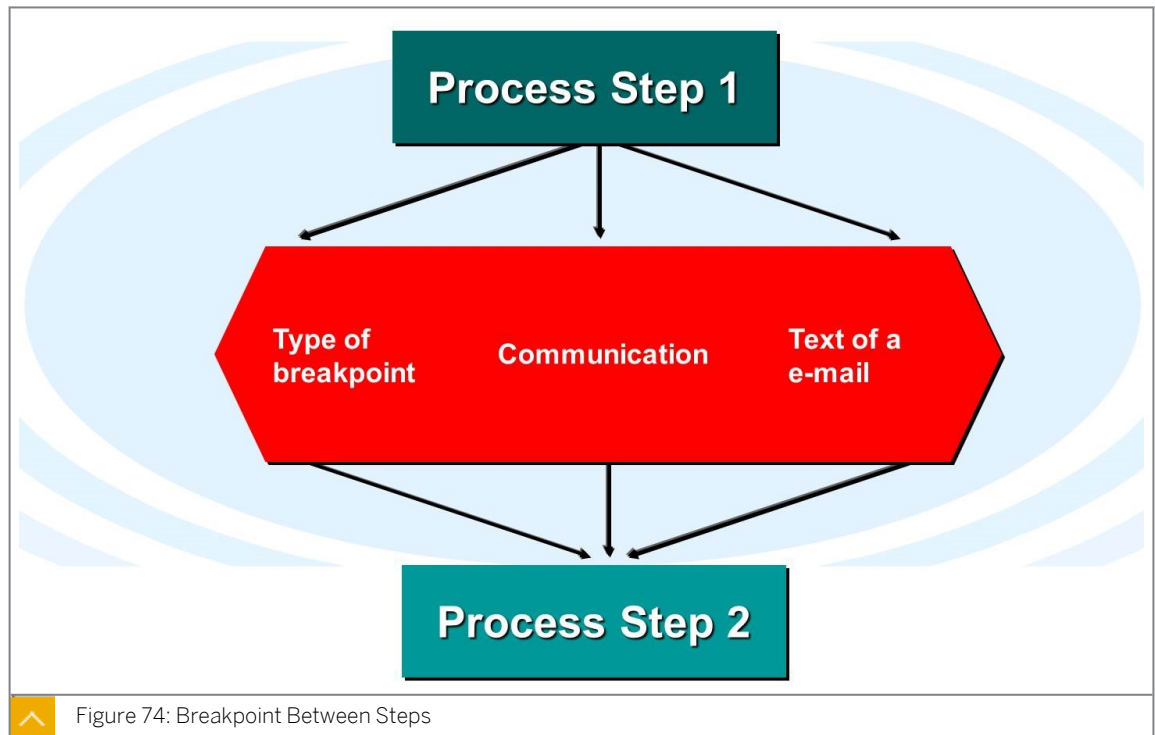 Process Step 1
Type of
breakpoint
Communication
Text of a
e-mail
Process Step 2
Figure 74: Breakpoint Between Steps